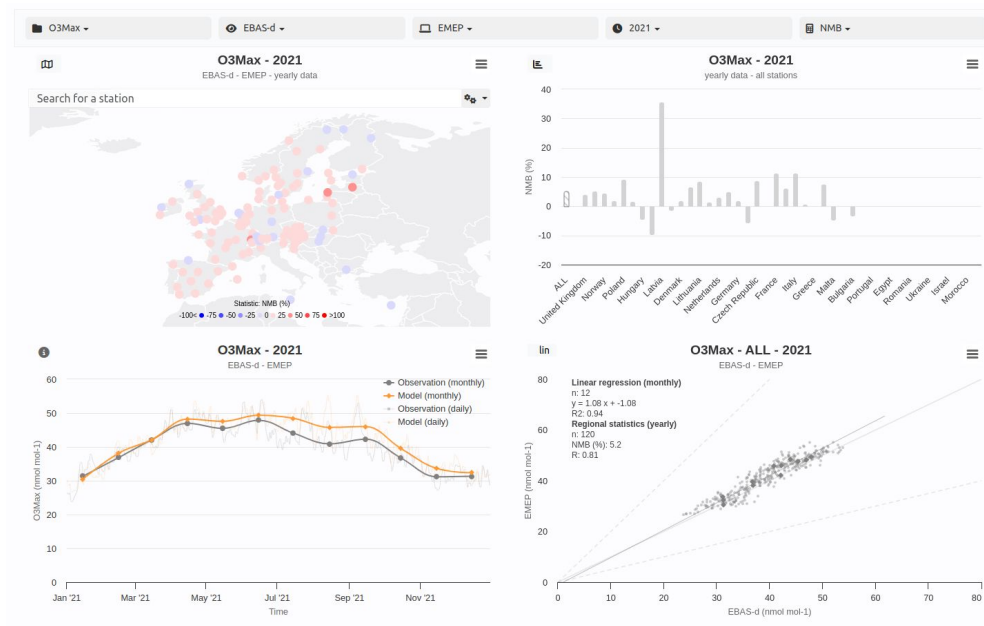 O3Max
EBAS-d
EMEP
2021
NMB
O3Max - 2021
EBAS-d - EMEP - yearly data
Search for a station
Statistic: NMB (%)
-100< -75 -50 -25 0 25 50 75 >100
O3Max - 2021
yearly data - all stations
NMB (%)
40
30
20
10
0
-10
-20
ALL
United Kingdom
Norway
Poland
Hungary
Latvia
Denmark
Lithuania
Netherlands
Germany
Czech Republic
France
Italy
Greece
Malta
Bulgaria
Portugal
Egypt
Romania
Ukraine
Israel
Morocco
O3Max - 2021
EBAS-d - EMEP
Observation (monthly)
Model (monthly)
Observation (daily)
Model (daily)
O3Max (nmol mol-1)
60
50
40
30
20
10
0
Jan '21 Mar '21 May '21 Jul '21 Sep '21 Nov '21
Time
lin
O3Max - ALL - 2021
EBAS-d - EMEP
Linear regression (monthly)
n: 12
y = 1.08 x + -1.08
R2: 0.94
Regional statistics (yearly)
n: 120
NMB (%): 5.2
R: 0.81
EMEP (nmol mol-1)
80
60
40
20
0
0 10 20 30 40 50 60 70 80
EBAS-d (nmol mol-1)